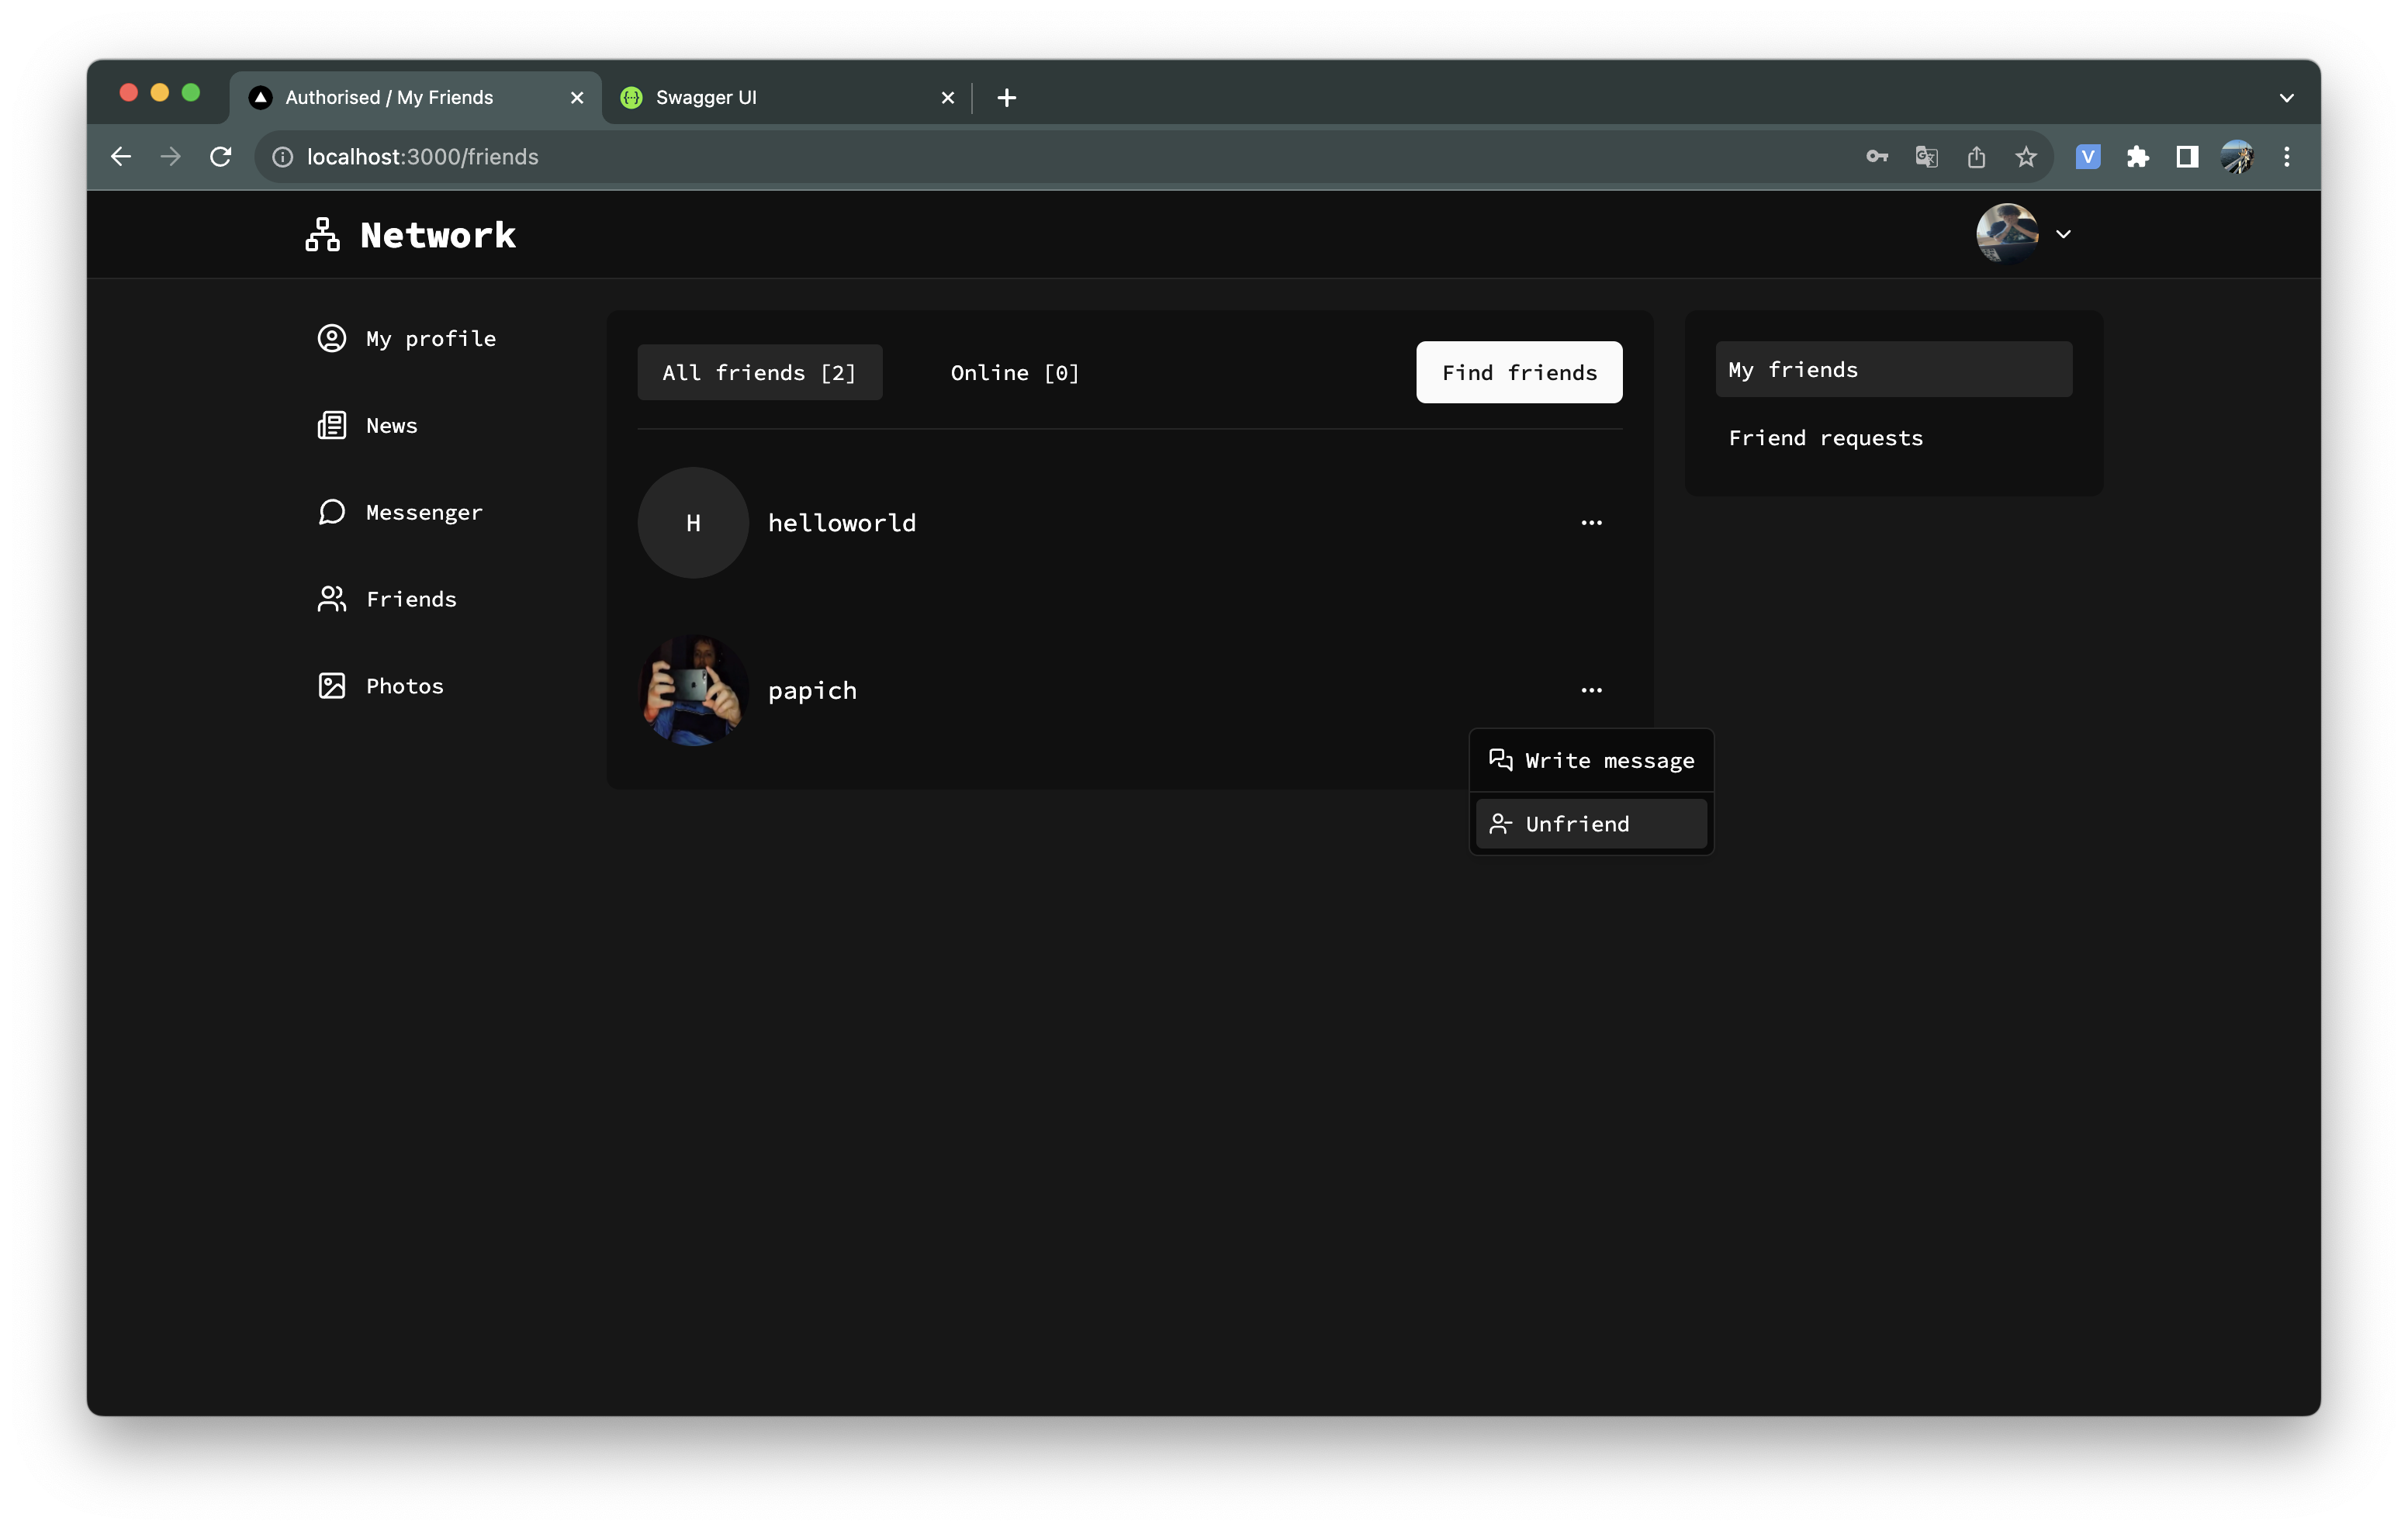 Authorised / My Friends
Swagger UI
localhost:3000/friends
V
Network
My profile
News
Messenger
Friends
Photos
All friends [2]
Online [0]
Find friends
H
helloworld
papich
Write message
Unfriend
My friends
Friend requests